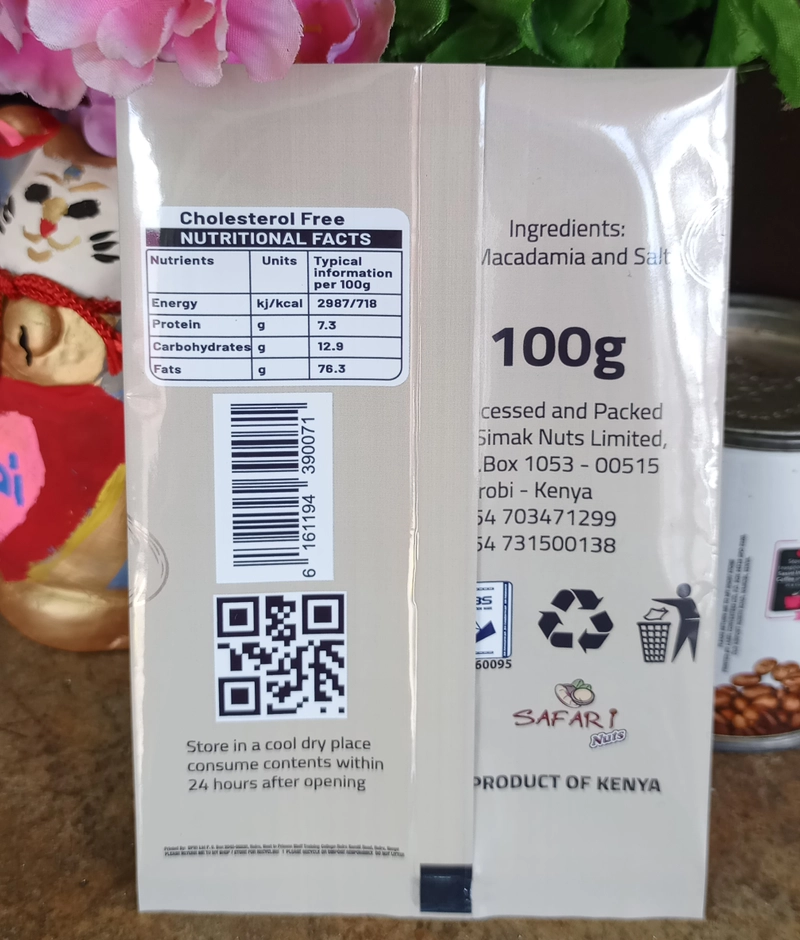 Cholesterol Free
NUTRITIONAL FACTS
Nutrients Units Typical
information
per 100g
Energy kj/kcal 2987/718
Protein g 7.3
Carbohydrates g 12.9
Fats g 76.3
6 161194 390071
Store in a cool dry place
consume contents within
24 hours after opening
Ingredients:
Macadamia and Salt
100g
cessed and Packed
Simak Nuts Limited,
.Box 1053 - 00515
robi - Kenya
54 703471299
54 731500138
BS
60095
SAFARI
Nuts
PRODUCT OF KENYA